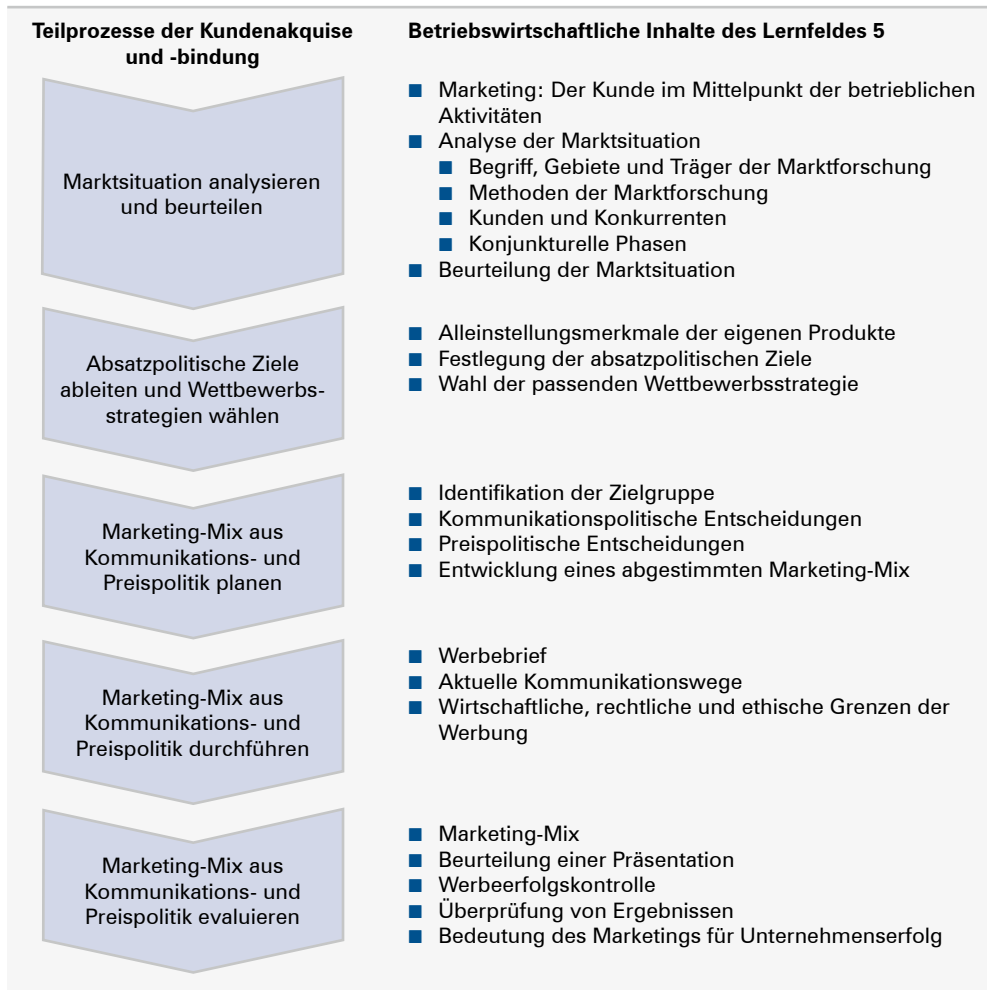 Teilprozesse der Kundenakquise
und -bindung
Betriebswirtschaftliche Inhalte des Lernfeldes 5
Marktsituation analysieren
und beurteilen
■ Marketing: Der Kunde im Mittelpunkt der betrieblichen
Aktivitäten
■ Analyse der Marktsituation
■ Begriff, Gebiete und Träger der Marktforschung
■ Methoden der Marktforschung
■ Kunden und Konkurrenten
■ Konjunkturelle Phasen
■ Beurteilung der Marktsituation
Absatzpolitische Ziele
ableiten und Wettbewerbs-
strategien wählen
■ Alleinstellungsmerkmale der eigenen Produkte
■ Festlegung der absatzpolitischen Ziele
■ Wahl der passenden Wettbewerbsstrategie
Marketing-Mix aus
Kommunikations- und
Preispolitik planen
■ Identifikation der Zielgruppe
■ Kommunikationspolitische Entscheidungen
■ Preispolitische Entscheidungen
■ Entwicklung eines abgestimmten Marketing-Mix
Marketing-Mix aus
Kommunikations- und
Preispolitik durchführen
■ Werbebrief
■ Aktuelle Kommunikationswege
■ Wirtschaftliche, rechtliche und ethische Grenzen der
Werbung
Marketing-Mix aus
Kommunikations- und
Preispolitik evaluieren
■ Marketing-Mix
■ Beurteilung einer Präsentation
■ Werbeerfolgskontrolle
■ Überprüfung von Ergebnissen
■ Bedeutung des Marketings für Unternehmenserfolg